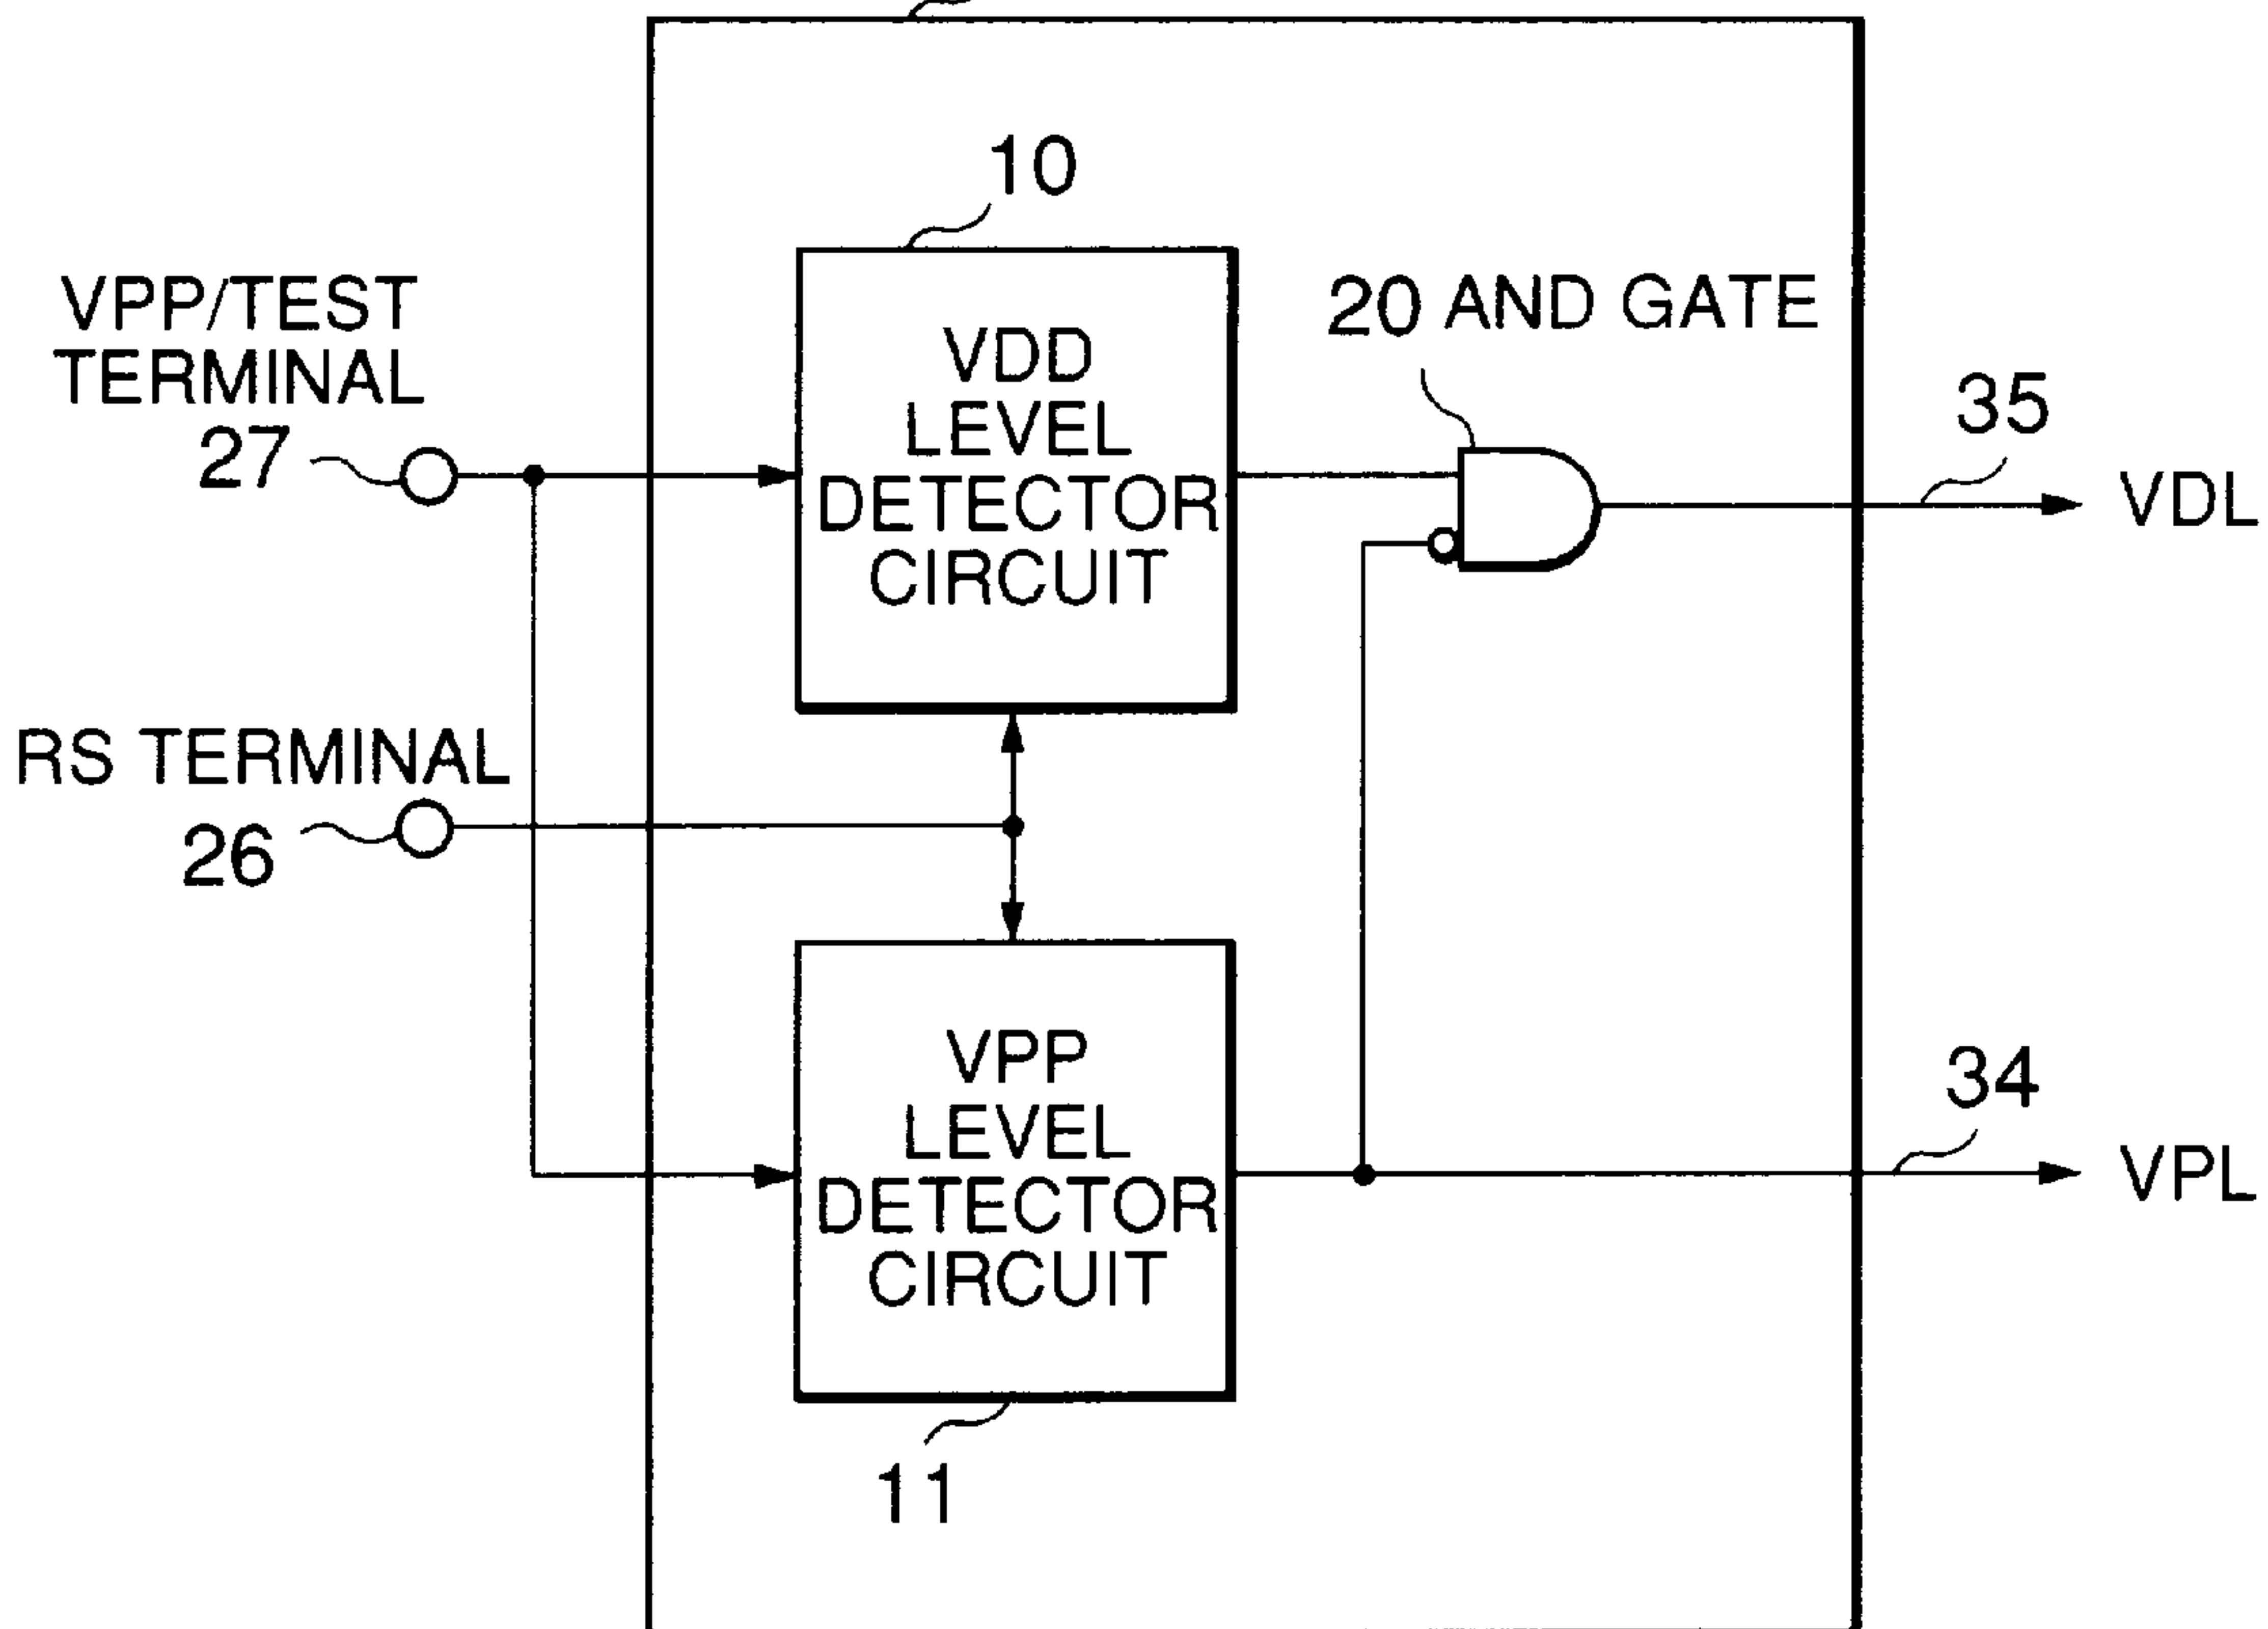 10
VPP/TEST
TERMINAL
27
VDD
LEVEL
DETECTOR
CIRCUIT
20 AND GATE
35
VDL
RS TERMINAL
26
VPP
LEVEL
DETECTOR
CIRCUIT
34
VPL
11